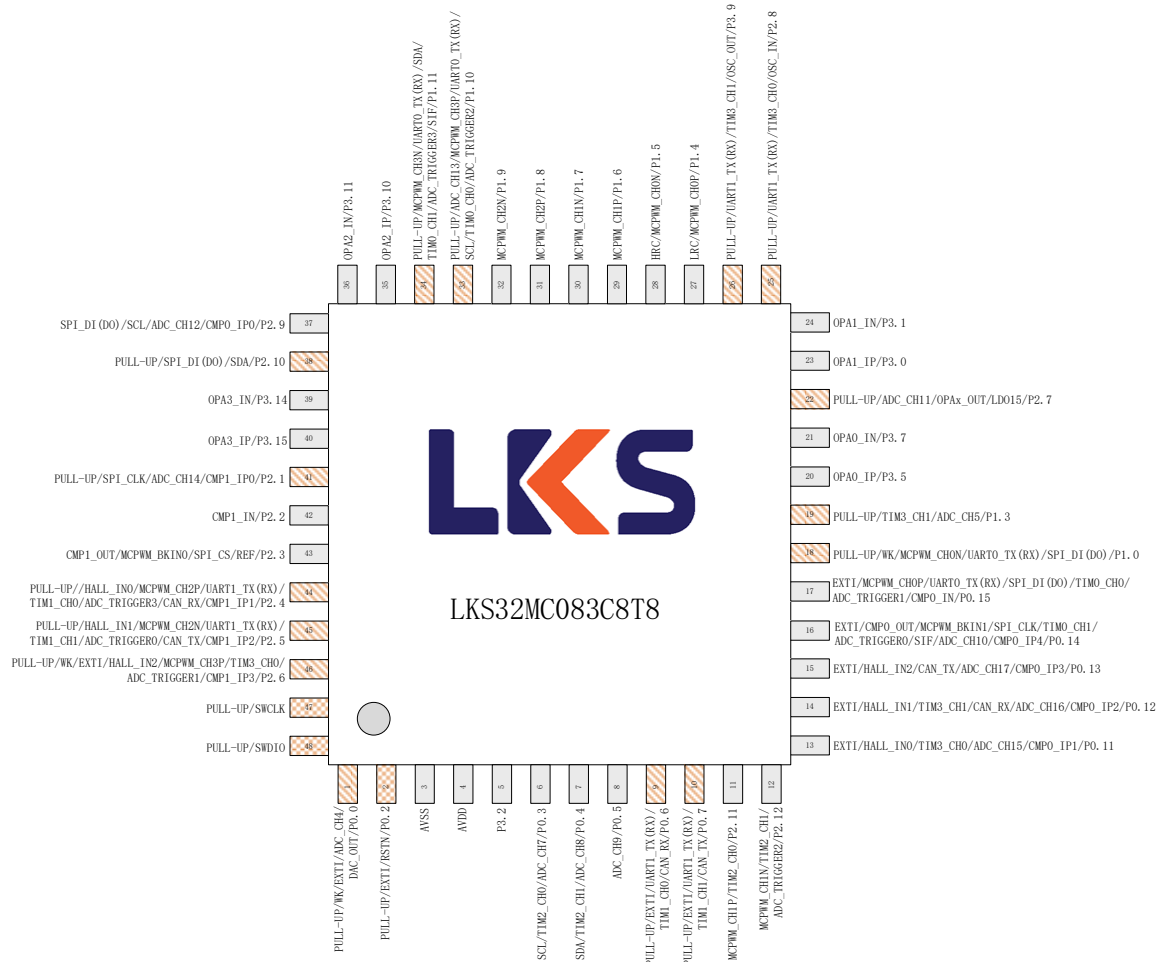 OPA2_IN/P3.11
OPA2_IP/P3.10
PULL-UP/MCPWM_CH3N/UART0_TX(RX)/SDA/
TIM0_CH1/ADC_TRIGGER3/SIF/P1.11
PULL-UP/ADC_CH13/MCPWM_CH3P/UART0_TX(RX)/
SCL/TIM0_CH0/ADC_TRIGGER2/P1.10
MCPWM_CH2N/P1.9
MCPWM_CH2P/P1.8
MCPWM_CH1N/P1.7
MCPWM_CH1P/P1.6
HRC/MCPWM_CH0N/P1.5
LRC/MCPWM_CH0P/P1.4
PULL-UP/UART1_TX(RX)/TIM3_CH1/OSC_OUT/P3.9
PULL-UP/UART1_TX(RX)/TIM3_CH0/OSC_IN/P2.8
36
35
34
33
32
31
30
29
28
27
26
25
SPI_DI(DO)/SCL/ADC_CH12/CMP0_IP0/P2.9
37
PULL-UP/SPI_DI(DO)/SDA/P2.10
38
OPA3_IN/P3.14
39
OPA3_IP/P3.15
40
PULL-UP/SPI_CLK/ADC_CH14/CMP1_IP0/P2.1
41
CMP1_IN/P2.2
42
CMP1_OUT/MCPWM_BKIN0/SPI_CS/REF/P2.3
43
PULL-UP//HALL_IN0/MCPWM_CH2P/UART1_TX(RX)/
TIM1_CH0/ADC_TRIGGER3/CAN_RX/CMP1_IP1/P2.4
44
PULL-UP/HALL_IN1/MCPWM_CH2N/UART1_TX(RX)/
TIM1_CH1/ADC_TRIGGER0/CAN_TX/CMP1_IP2/P2.5
45
PULL-UP/WK/EXTI/HALL_IN2/MCPWM_CH3P/TIM3_CH0/
ADC_TRIGGER1/CMP1_IP3/P2.6
46
PULL-UP/SWCLK
47
PULL-UP/SWDIO
48
LKS
LKS32MC083C8T8
24
OPA1_IN/P3.1
23
OPA1_IP/P3.0
22
PULL-UP/ADC_CH11/OPAx_OUT/LDO15/P2.7
21
OPA0_IN/P3.7
20
OPA0_IP/P3.5
19
PULL-UP/TIM3_CH1/ADC_CH5/P1.3
18
PULL-UP/WK/MCPWM_CH0N/UART0_TX(RX)/SPI_DI(DO)/P1.0
17
EXTI/MCPWM_CH0P/UART0_TX(RX)/SPI_DI(DO)/TIM0_CH0/
ADC_TRIGGER1/CMP0_IN/P0.15
16
EXTI/CMP0_OUT/MCPWM_BKIN1/SPI_CLK/TIM0_CH1/
ADC_TRIGGER0/SIF/ADC_CH10/CMP0_IP4/P0.14
15
EXTI/HALL_IN2/CAN_TX/ADC_CH17/CMP0_IP3/P0.13
14
EXTI/HALL_IN1/TIM3_CH1/CAN_RX/ADC_CH16/CMP0_IP2/P0.12
13
EXTI/HALL_IN0/TIM3_CH0/ADC_CH15/CMP0_IP1/P0.11
1
2
3
4
5
6
7
8
9
10
11
12
PULL-UP/WK/EXTI/ADC_CH4/
DAC_OUT/P0.0
PULL-UP/EXTI/RSTN/P0.2
AVSS
AVDD
P3.2
SCL/TIM2_CH0/ADC_CH7/P0.3
SDA/TIM2_CH1/ADC_CH8/P0.4
ADC_CH9/P0.5
PULL-UP/EXTI/UART1_TX(RX)/
TIM1_CH0/CAN_RX/P0.6
PULL-UP/EXTI/UART1_TX(RX)/
TIM1_CH1/CAN_TX/P0.7
MCPWM_CH1P/TIM2_CH0/P2.11
MCPWM_CH1N/TIM2_CH1/
ADC_TRIGGER2/P2.12